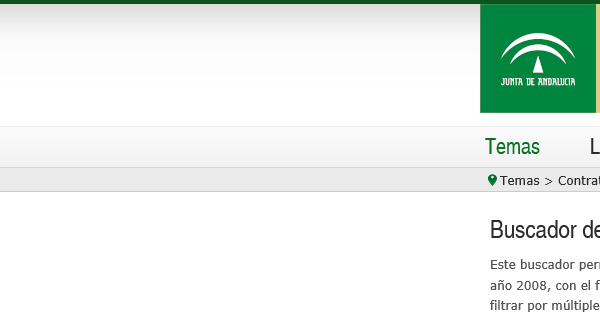 JUNTA DE ANDALUCIA
Temas
Temas > Contrat
Buscador de
Este buscador per
año 2008, con el f
filtrar por múltiple